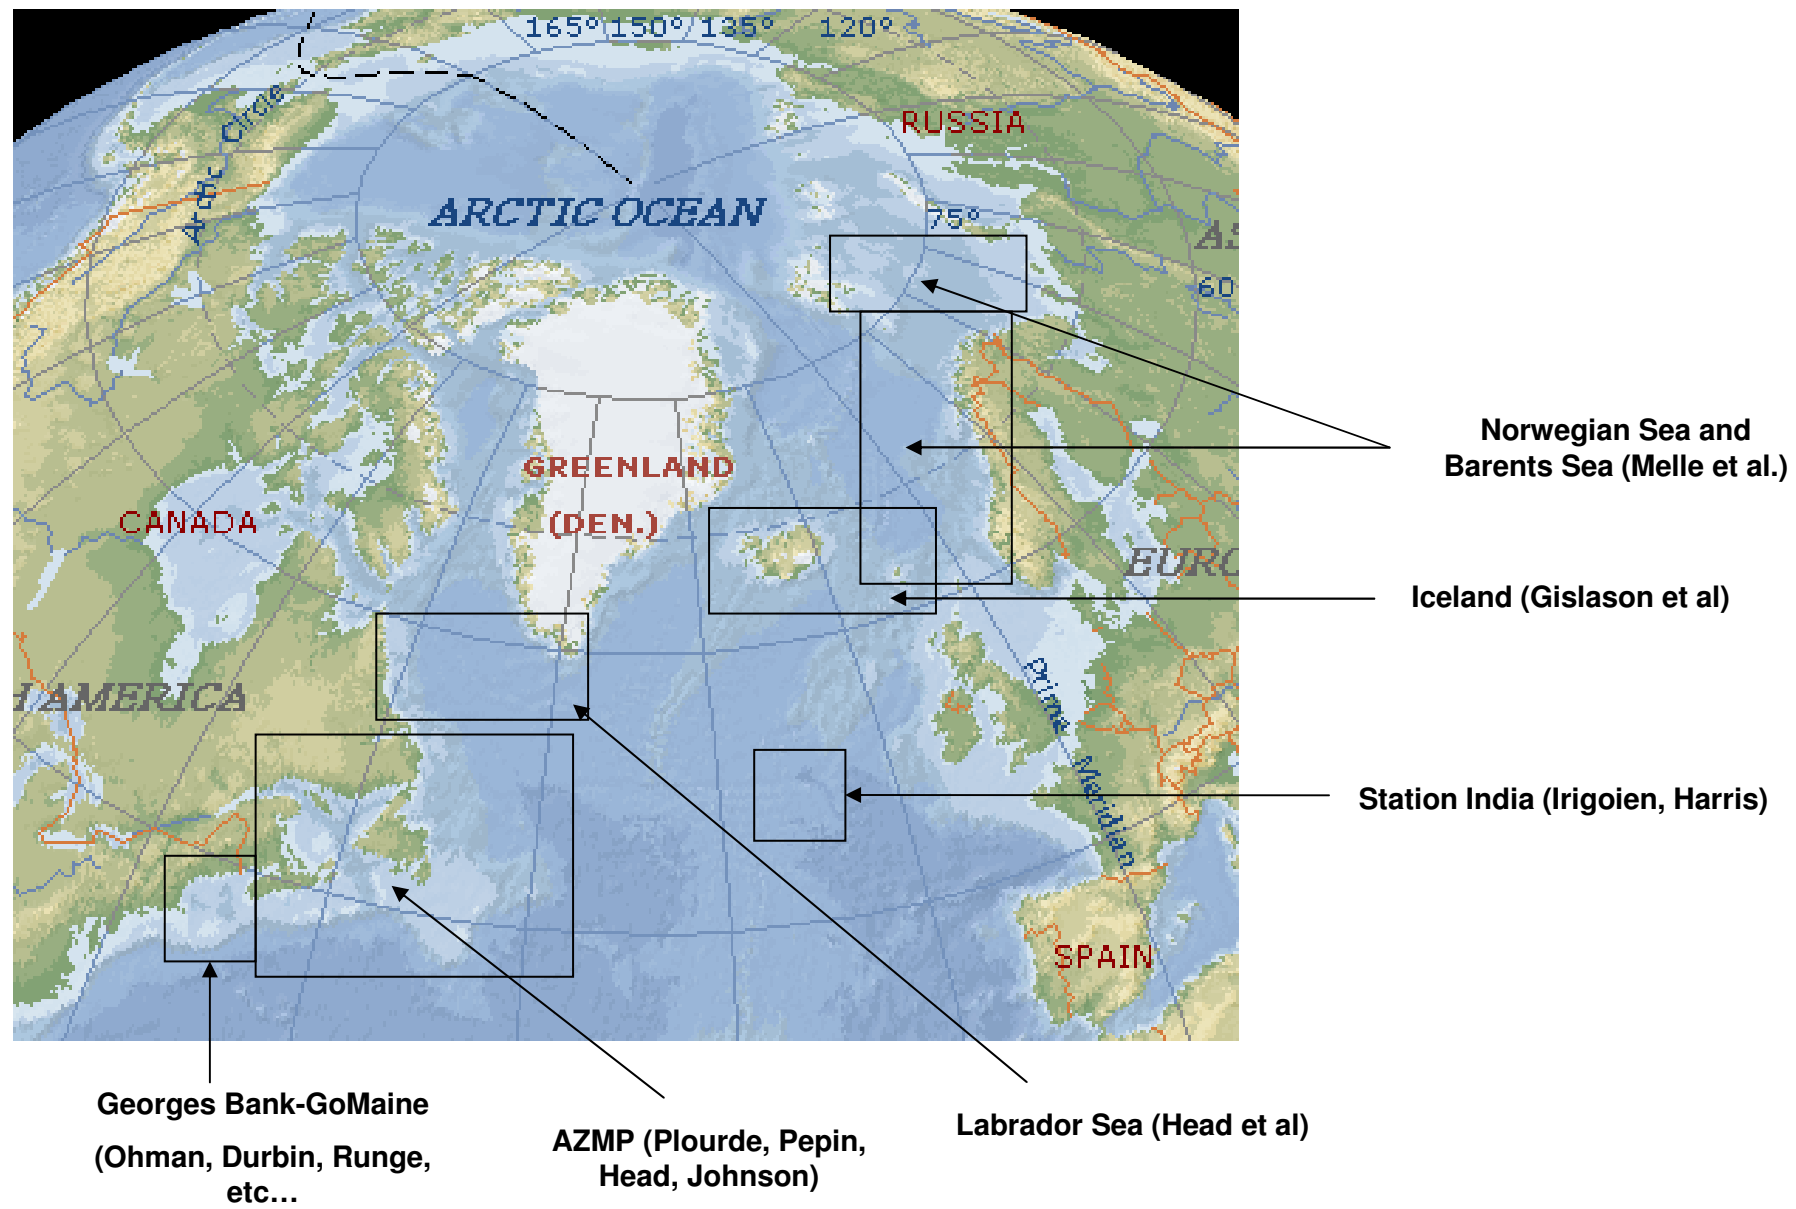 165° 150° 135° 120°
RUSSIA
Arctic Circle
ARCTIC OCEAN
75°
60
GREENLAND
(DEN.)
CANADA
EURO
H AMERICA
Prime Meridian
SPAIN
Norwegian Sea and
Barents Sea (Melle et al.)
Iceland (Gislason et al)
Station India (Irigoien, Harris)
Labrador Sea (Head et al)
AZMP (Plourde, Pepin,
Head, Johnson)
Georges Bank-GoMaine
(Ohman, Durbin, Runge,
etc…